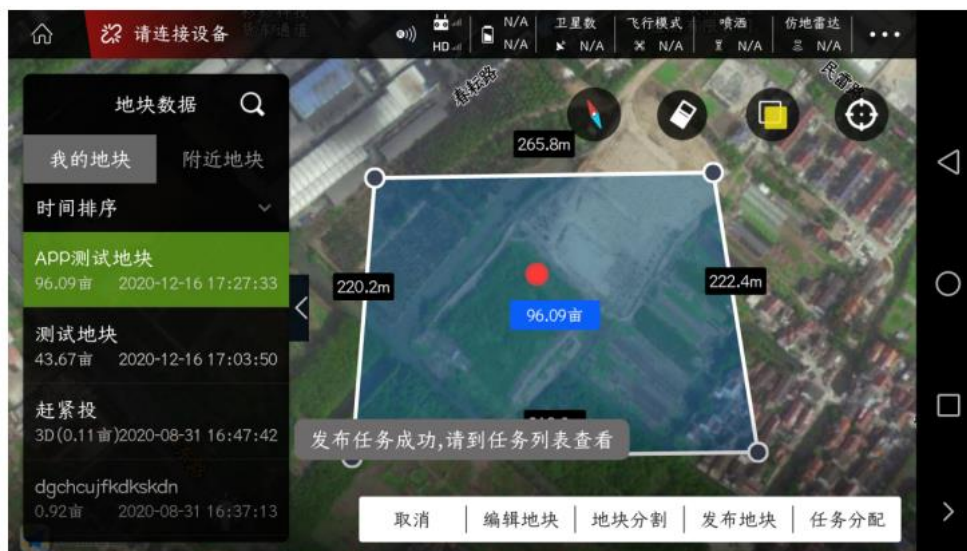 请连接设备
HD
N/A
N/A
卫星数
N/A
飞行模式
N/A
喷洒
N/A
仿地雷达
N/A
春耘路
地块数据
我的地块 附近地块
时间排序
APP测试地块
96.09亩 2020-12-16 17:27:33
测试地块
43.67亩 2020-12-16 17:03:50
赶紧投
3D(0.11亩)2020-08-31 16:47:42
dgchcujfkdkskdn
0.92亩 2020-08-31 16:37:13
265.8m
220.2m
222.4m
96.09亩
发布任务成功,请到任务列表查看
取消 编辑地块 地块分割 发布地块 任务分配